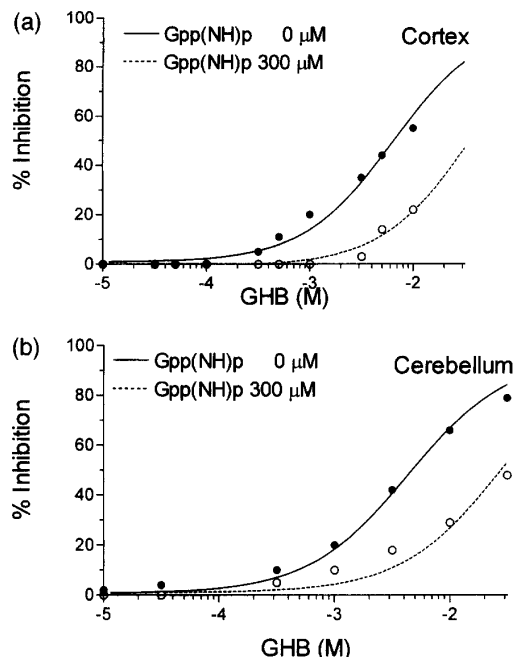 (a)
Gpp(NH)p 0 μM
Gpp(NH)p 300 μM
Cortex
% Inhibition
100
80
60
40
20
0
-5 -4 -3 -2
GHB (M)
(b)
Gpp(NH)p 0 μM
Gpp(NH)p 300 μM
Cerebellum
% Inhibition
100
80
60
40
20
0
-5 -4 -3 -2
GHB (M)